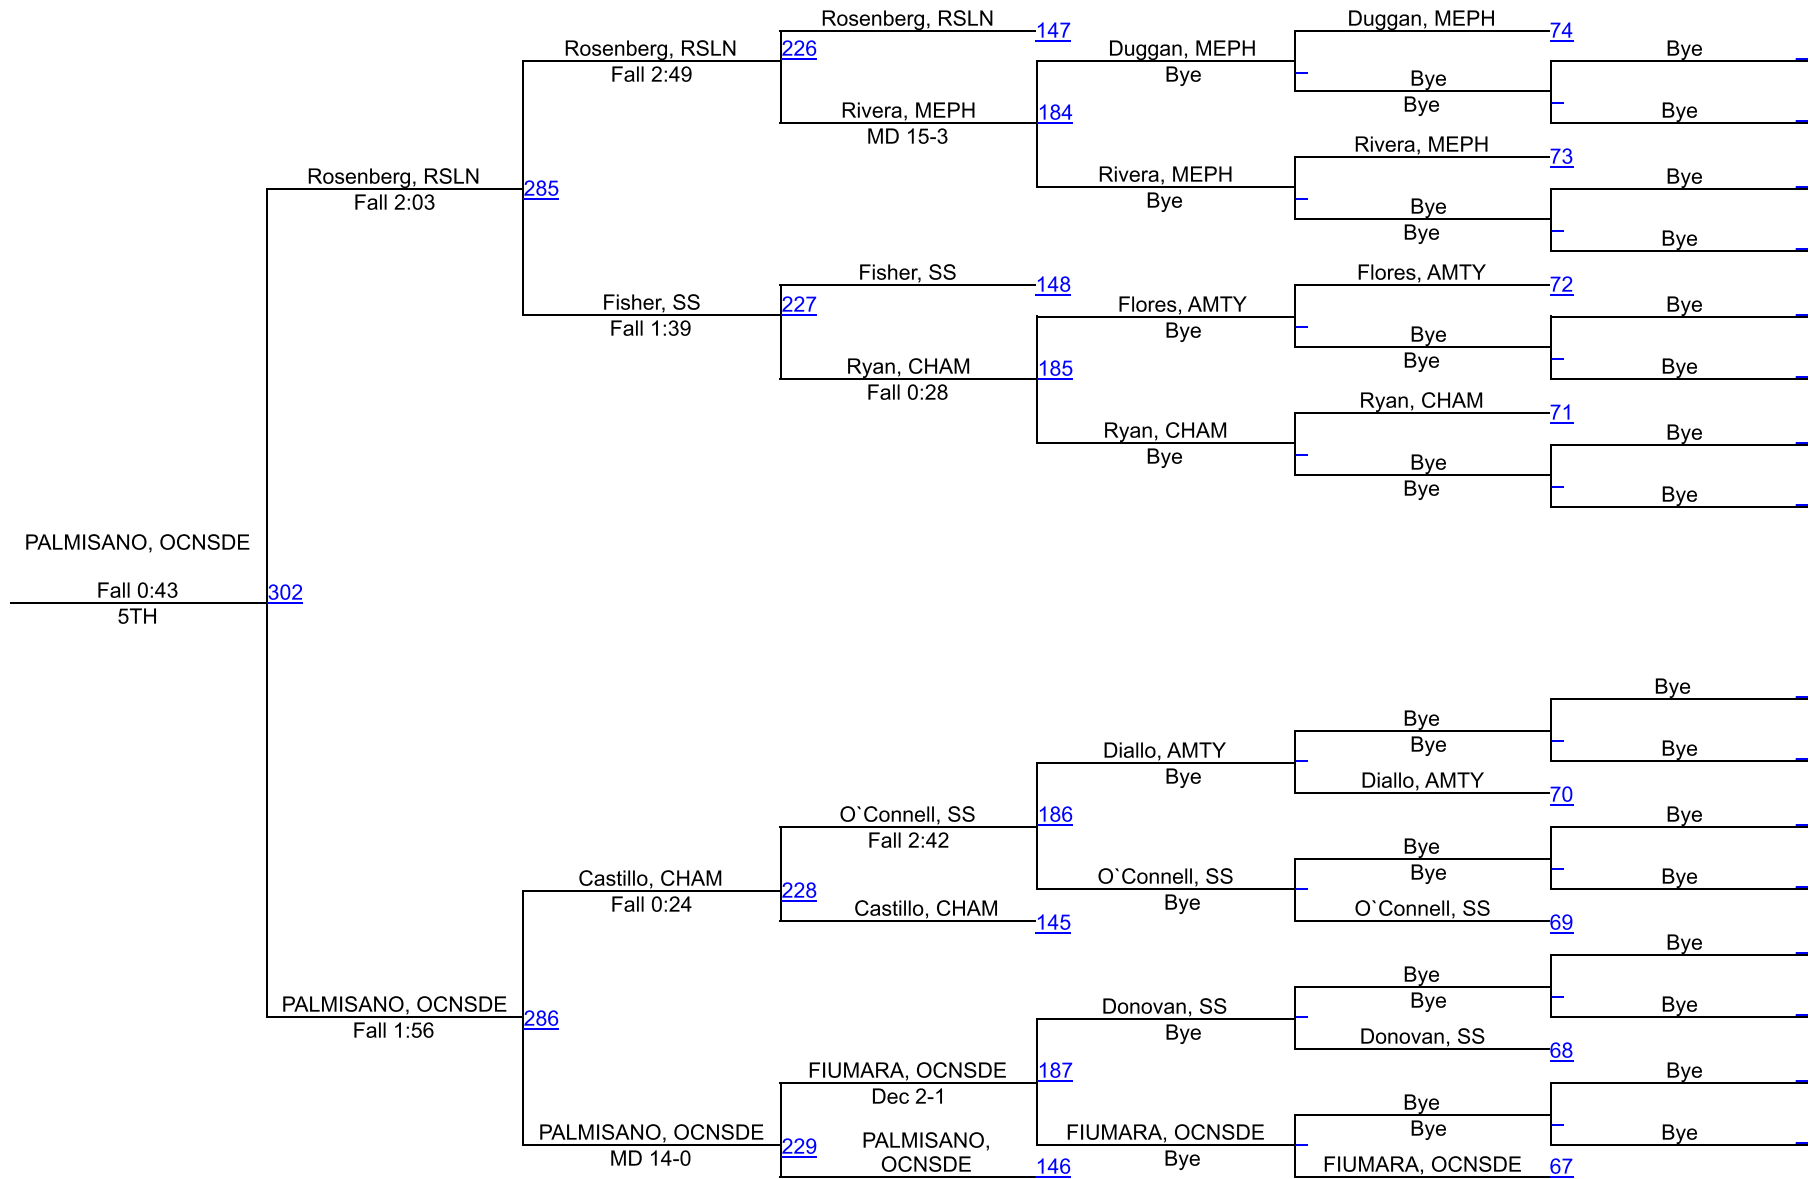 Rosenberg, RSLN
147
Duggan, MEPH
74
Rosenberg, RSLN
226
Duggan, MEPH
Bye
Fall 2:49
Bye
Bye
Rivera, MEPH
184
Bye
Bye
MD 15-3
Rivera, MEPH
73
Rosenberg, RSLN
285
Rivera, MEPH
Bye
Fall 2:03
Bye
Bye
Bye
Bye
Fisher, SS
148
Flores, AMTY
72
Fisher, SS
227
Flores, AMTY
Bye
Fall 1:39
Bye
Bye
Ryan, CHAM
185
Bye
Bye
Fall 0:28
Ryan, CHAM
71
Ryan, CHAM
Bye
Bye
Bye
Bye
Bye
PALMISANO, OCNSDE
Fall 0:43
302
5TH
Bye
Bye
Diallo, AMTY
Bye
Bye
Bye
Diallo, AMTY
70
O`Connell, SS
186
Bye
Fall 2:42
Bye
Castillo, CHAM
228
O`Connell, SS
Bye
Bye
Fall 0:24
Castillo, CHAM
145
Bye
O`Connell, SS
69
Bye
Bye
PALMISANO, OCNSDE
286
Donovan, SS
Bye
Bye
Fall 1:56
Bye
Donovan, SS
68
FIUMARA, OCNSDE
187
Bye
Dec 2-1
Bye
PALMISANO, OCNSDE
229
PALMISANO,
FIUMARA, OCNSDE
Bye
Bye
MD 14-0
OCNSDE
146
Bye
FIUMARA, OCNSDE
67